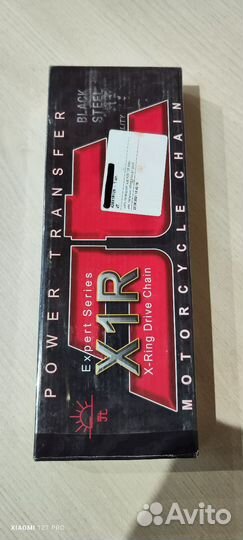 POWER TRANSFER
BLACK
STEEL
Expert Series
X1R
X-Ring Drive Chain
MOTORCYCLE CHAIN
XIAOMI 12T PRO
Avito